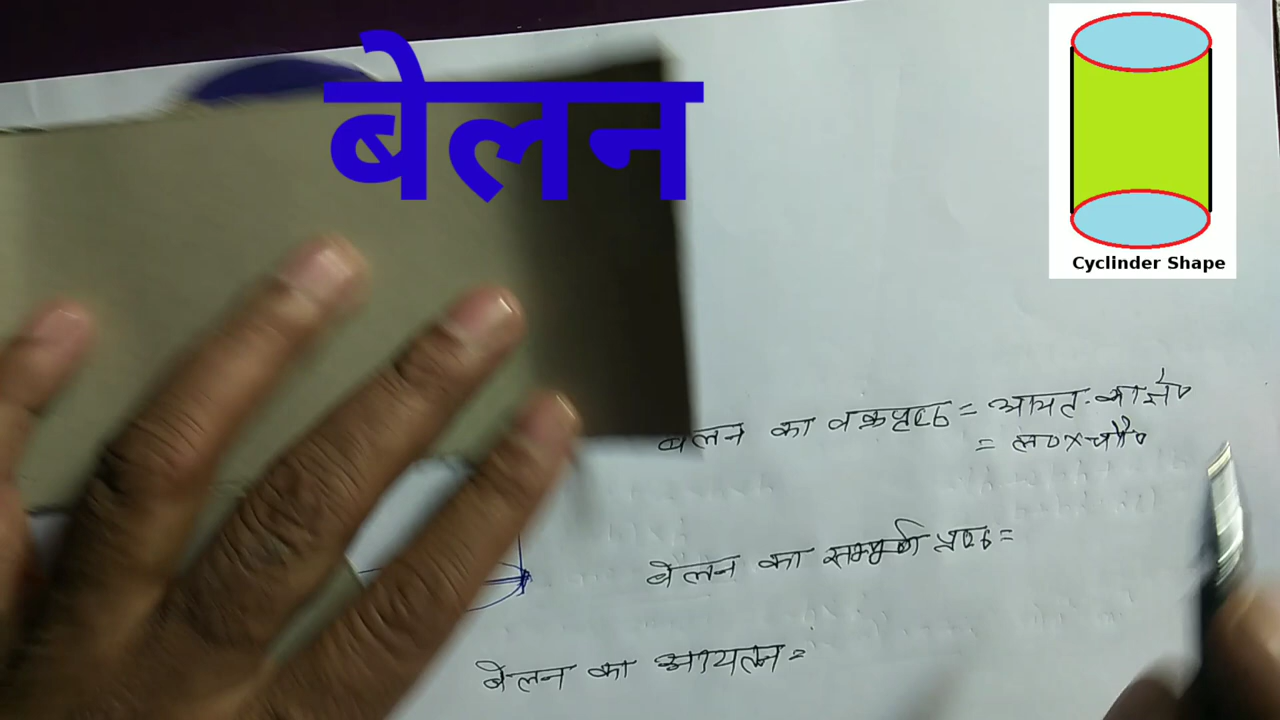 बेलन
Cyclinder Shape
बेलन का वक्रपृष्ठ = आयत का क्षे०
= ल० × चौ०
बेलन का सम्पूर्ण पृष्ठ =
बेलन का आयतन =